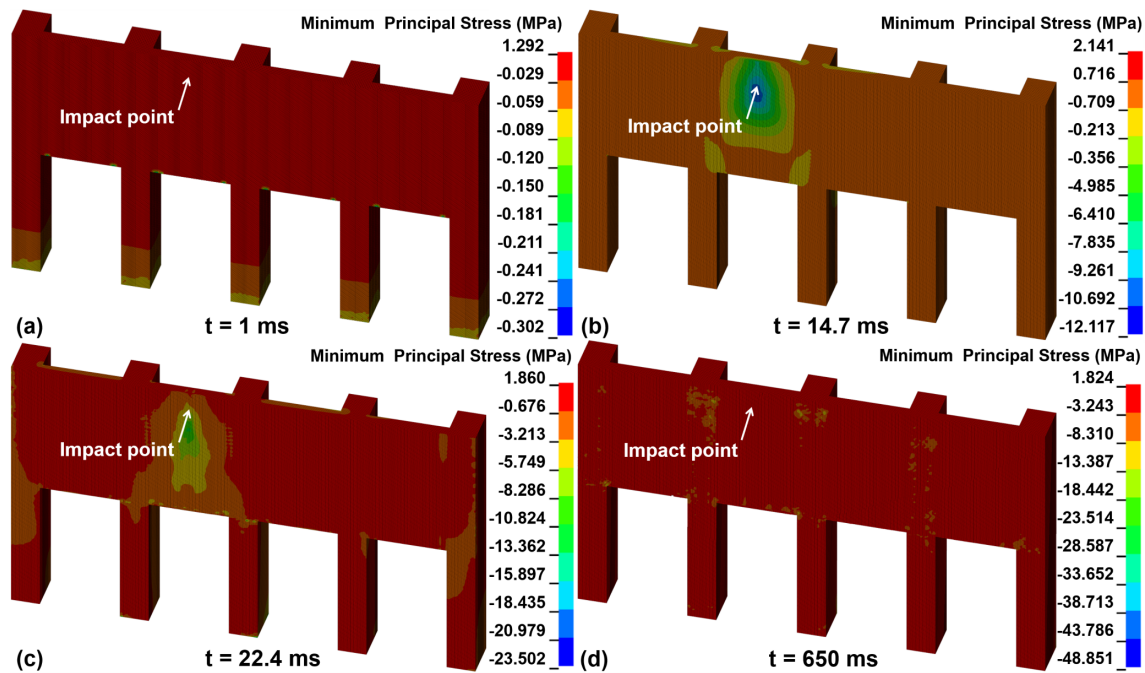 Minimum Principal Stress (MPa)
1.292
-0.029
-0.059
-0.089
-0.120
-0.150
-0.181
-0.211
-0.241
-0.272
-0.302
Impact point
(a)
t = 1 ms
Minimum Principal Stress (MPa)
2.141
0.716
-0.709
-0.213
-0.356
-4.985
-6.410
-7.835
-9.261
-10.692
-12.117
Impact point
(b)
t = 14.7 ms
Minimum Principal Stress (MPa)
1.860
-0.676
-3.213
-5.749
-8.286
-10.824
-13.362
-15.897
-18.435
-20.979
-23.502
Impact point
(c)
t = 22.4 ms
Minimum Principal Stress (MPa)
1.824
-3.243
-8.310
-13.387
-18.442
-23.514
-28.587
-33.652
-38.713
-43.786
-48.851
Impact point
(d)
t = 650 ms